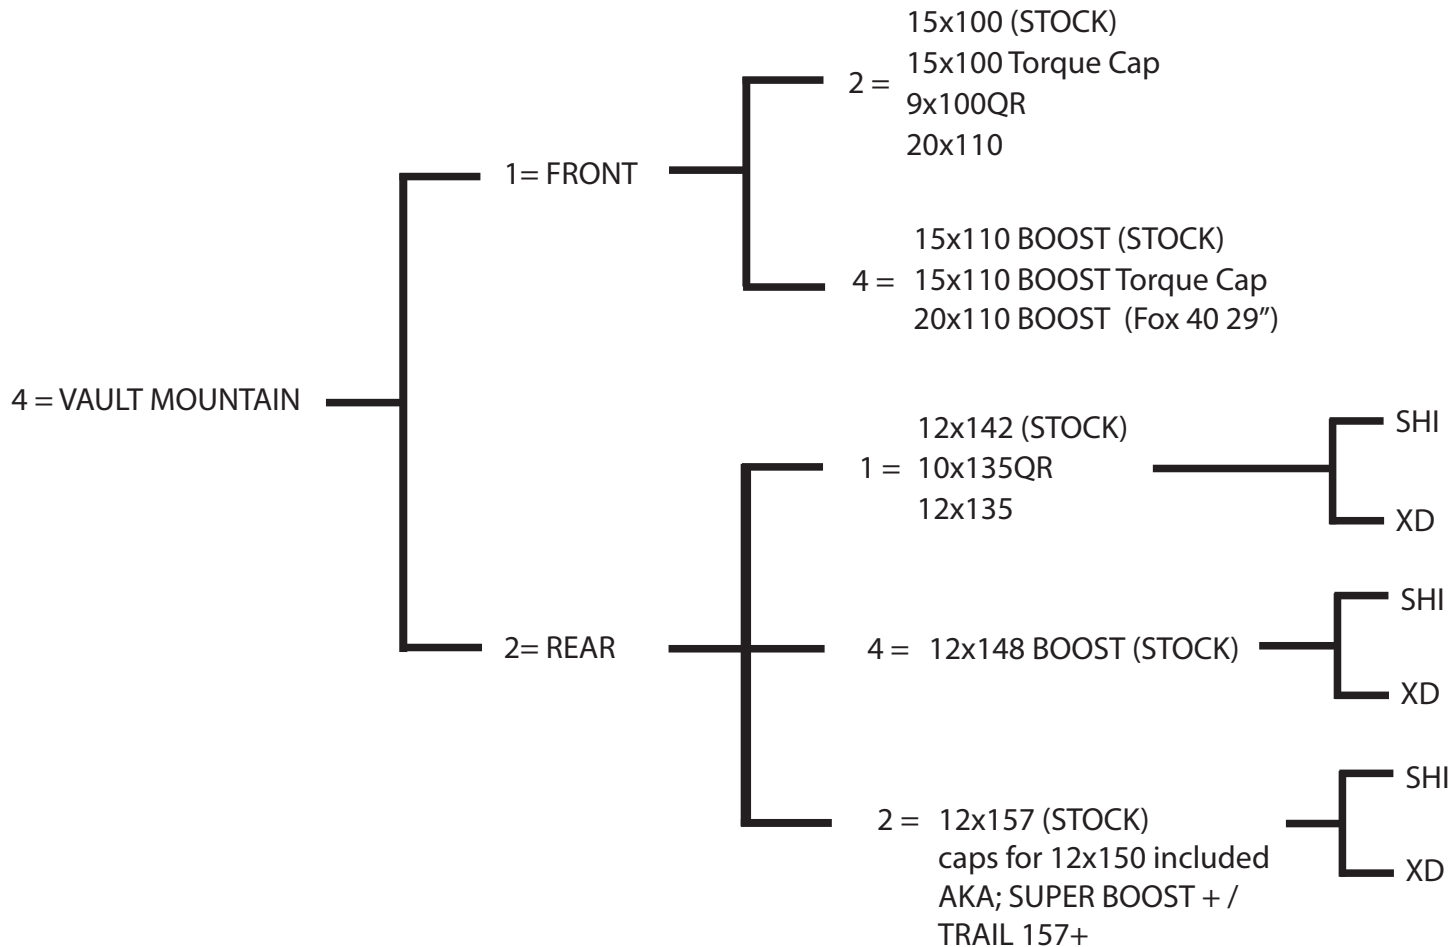 15x100 (STOCK)
15x100 Torque Cap
2 =
9x100QR
20x110
1= FRONT
15x110 BOOST (STOCK)
4 = 15x110 BOOST Torque Cap
20x110 BOOST (Fox 40 29”)
4 = VAULT MOUNTAIN
12x142 (STOCK)
1 = 10x135QR
12x135
SHI
XD
2= REAR
4 = 12x148 BOOST (STOCK)
SHI
XD
2 = 12x157 (STOCK)
caps for 12x150 included
AKA; SUPER BOOST + /
TRAIL 157+
SHI
XD